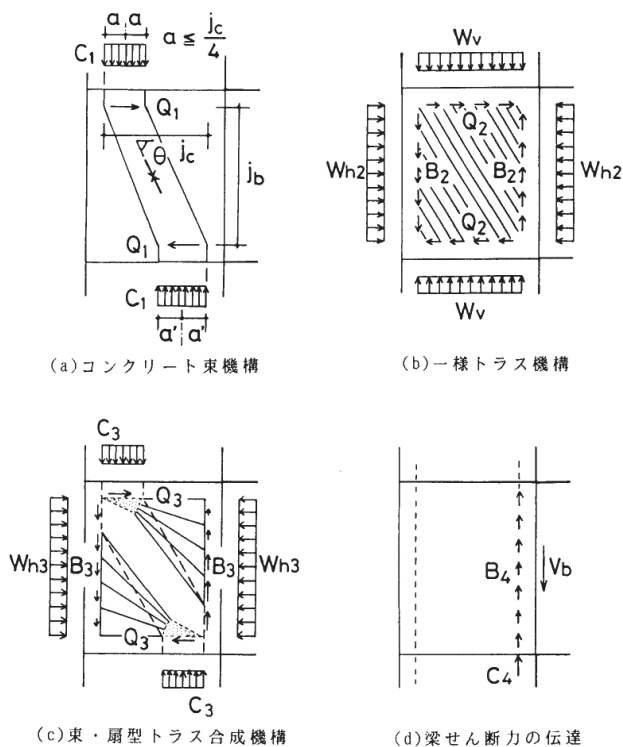 a a
a ≦ jc/4
C1
Q1
jc
θ
jb
Q1
C1
a' a'
(a)コンクリート束機構
Wv
Q2
Wh2
B2
B2
Wh2
Q2
Wv
(b)一様トラス機構
C3
Q3
Wh3
B3
B3
Wh3
Q3
C3
(c)束・扇型トラス合成機構
B4
Vb
C4
(d)梁せん断力の伝達